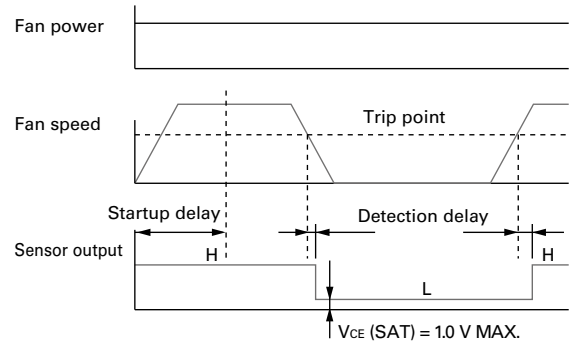 Fan power
Fan speed
Trip point
Startup delay
Detection delay
Sensor output
H
L
H
VCE (SAT) = 1.0 V MAX.